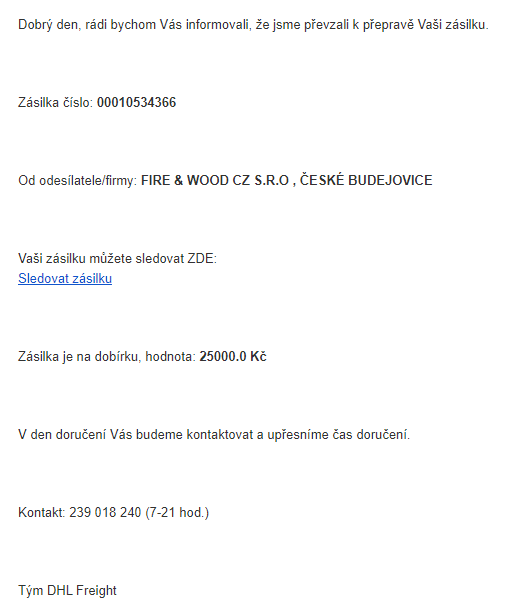 Dobrý den, rádi bychom Vás informovali, že jsme převzali k přepravě Vaši zásilku.
Zásilka číslo: 00010534366
Od odesílatele/firmy: FIRE & WOOD CZ S.R.O , ČESKÉ BUDEJOVICE
Vaši zásilku můžete sledovat ZDE:
Sledovat zásilku
Zásilka je na dobírku, hodnota: 25000.0 Kč
V den doručení Vás budeme kontaktovat a upřesníme čas doručení.
Kontakt: 239 018 240 (7-21 hod.)
Tým DHL Freight